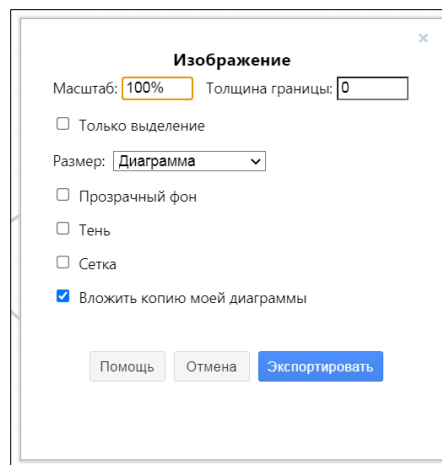 ×
Изображение
Масштаб: 100% Толщина границы: 0
Только выделение
Размер: Диаграмма
Прозрачный фон
Тень
Сетка
Вложить копию моей диаграммы
Помощь Отмена Экспортировать